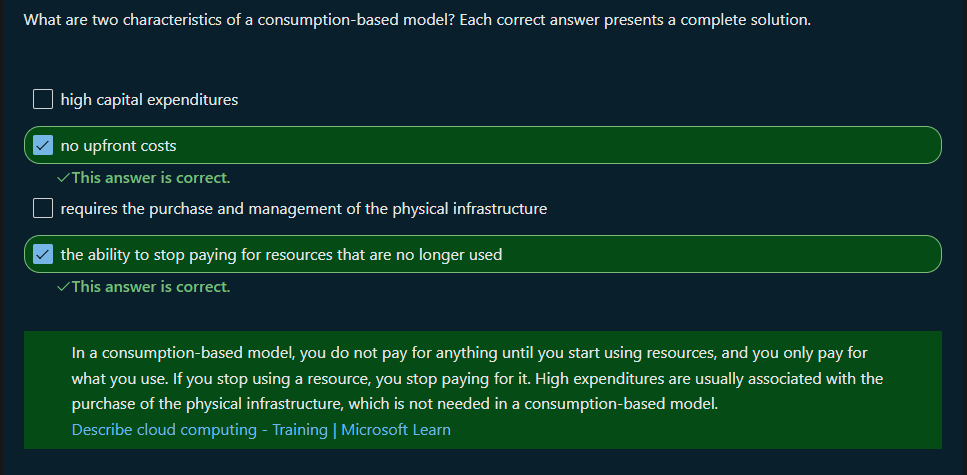 What are two characteristics of a consumption-based model? Each correct answer presents a complete solution.
high capital expenditures
no upfront costs
This answer is correct.
requires the purchase and management of the physical infrastructure
the ability to stop paying for resources that are no longer used
This answer is correct.
In a consumption-based model, you do not pay for anything until you start using resources, and you only pay for
what you use. If you stop using a resource, you stop paying for it. High expenditures are usually associated with the
purchase of the physical infrastructure, which is not needed in a consumption-based model.
Describe cloud computing - Training | Microsoft Learn